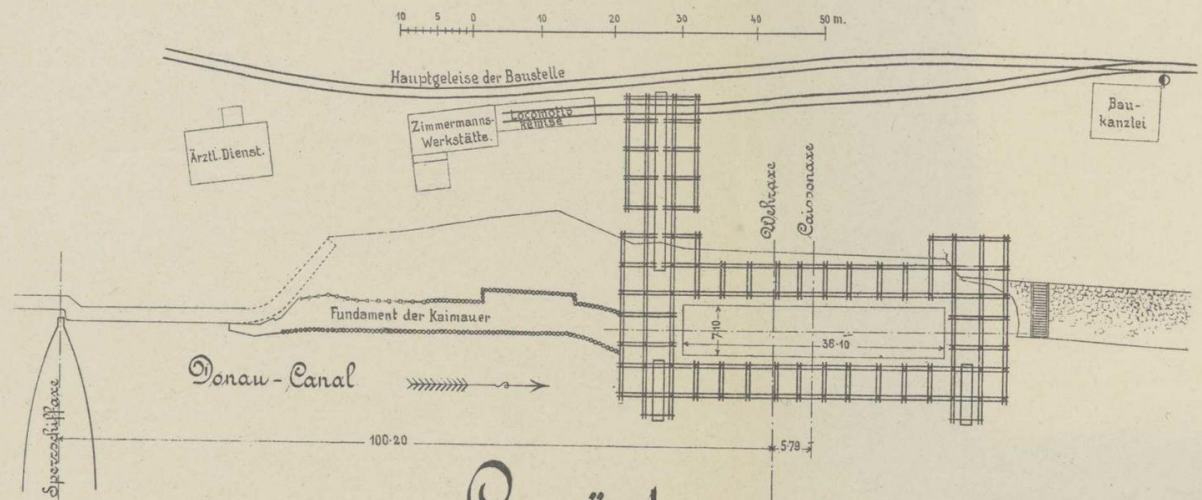 10 5 0 10 20 30 40 50 m.
Hauptgeleise der Baustelle
Ärztl. Dienst.
Zimmermanns-
Werkstätte.
Locomotiv
Remise
Bau-
kanzlei
Wehraxe
Caissonaxe
Fundament der Kaimauer
7·10
36·10
Donau-Canal
Sperrschiffaxe
100·20
5·79